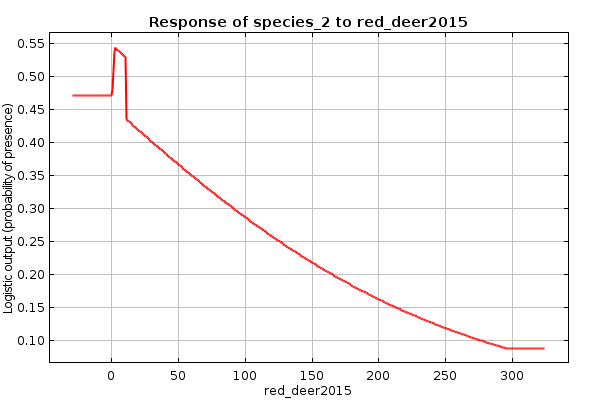 Response of species_2 to red_deer2015
Logistic output (probability of presence)
0.55
0.50
0.45
0.40
0.35
0.30
0.25
0.20
0.15
0.10
0 50 100 150 200 250 300
red_deer2015